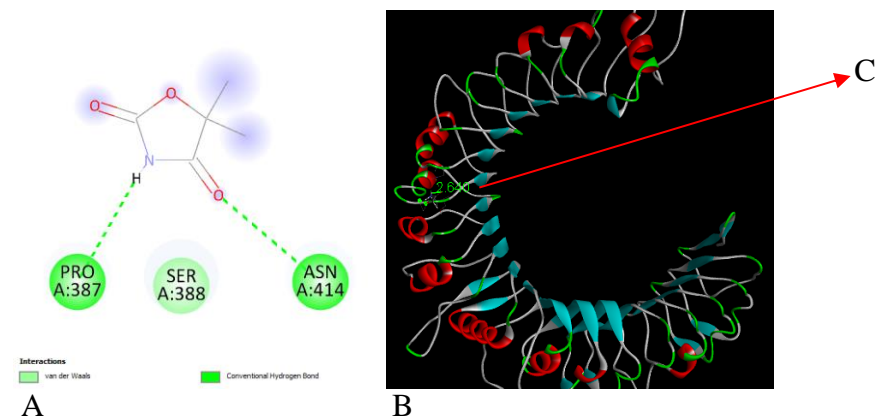 O
O
N
H
O
PRO
A:387
SER
A:388
ASN
A:414
Interactions
van der Waals
Conventional Hydrogen Bond
A
B
C